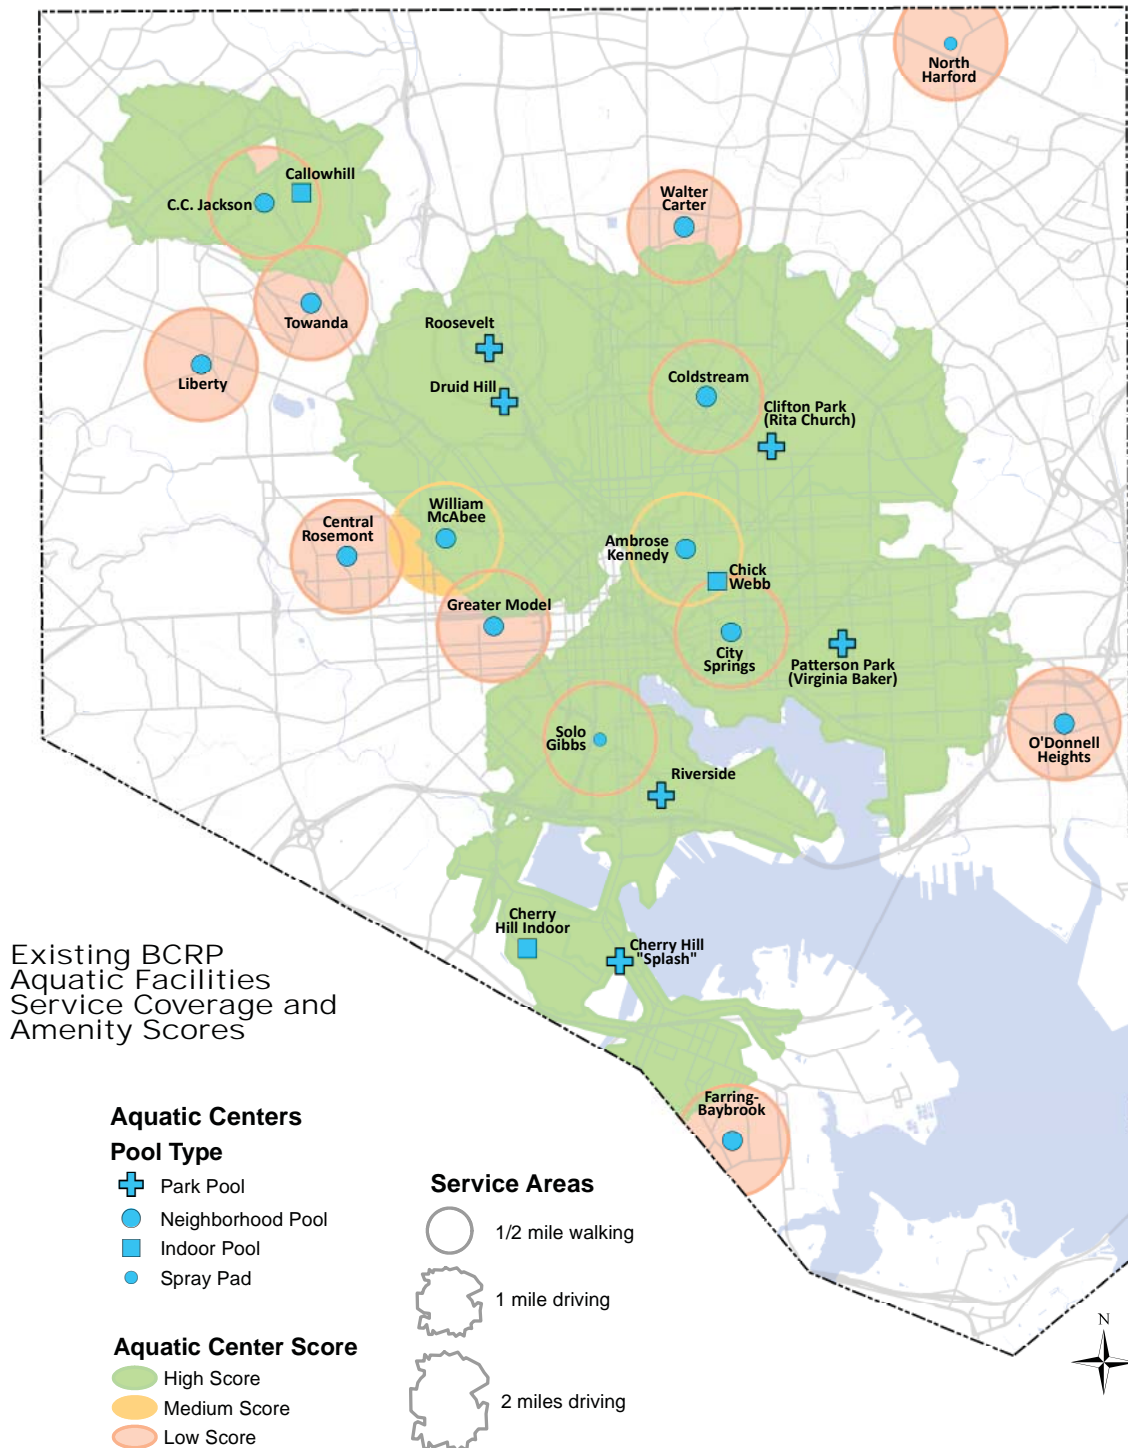 North
Harford
Callowhill
C.C. Jackson
Walter
Carter
Towanda
Roosevelt
Liberty
Druid Hill
Coldstream
Clifton Park
(Rita Church)
William
McAbee
Central
Rosemont
Ambrose
Kennedy
Chick
Webb
Greater Model
City
Springs
Patterson Park
(Virginia Baker)
Solo
Gibbs
O'Donnell
Heights
Riverside
Cherry
Hill Indoor
Cherry Hill
"Splash"
Existing BCRP
Aquatic Facilities
Service Coverage and
Amenity Scores
Farring-
Baybrook
Aquatic Centers
Pool Type
Park Pool
Neighborhood Pool
Indoor Pool
Spray Pad
Service Areas
1/2 mile walking
1 mile driving
2 miles driving
Aquatic Center Score
High Score
Medium Score
Low Score
N